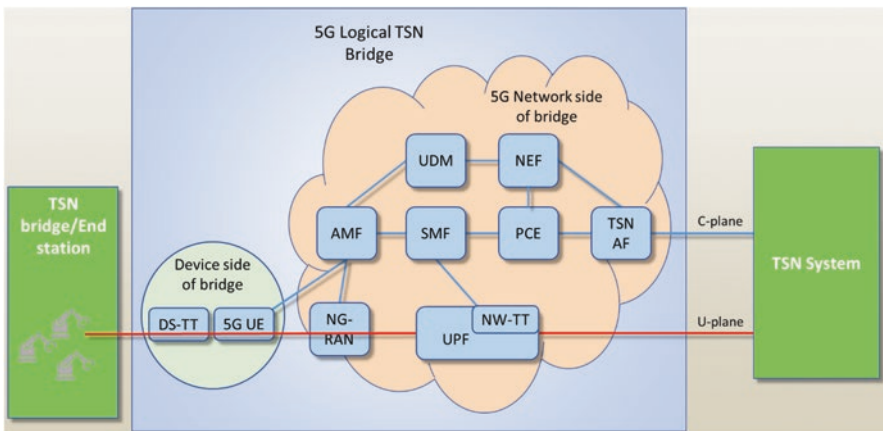 5G Logical TSN
Bridge
5G Network side
of bridge
UDM
NEF
TSN
bridge/End
station
AMF
SMF
PCE
TSN
AF
C-plane
TSN System
Device side
of bridge
DS-TT
5G UE
NG-
RAN
NW-TT
UPF
U-plane